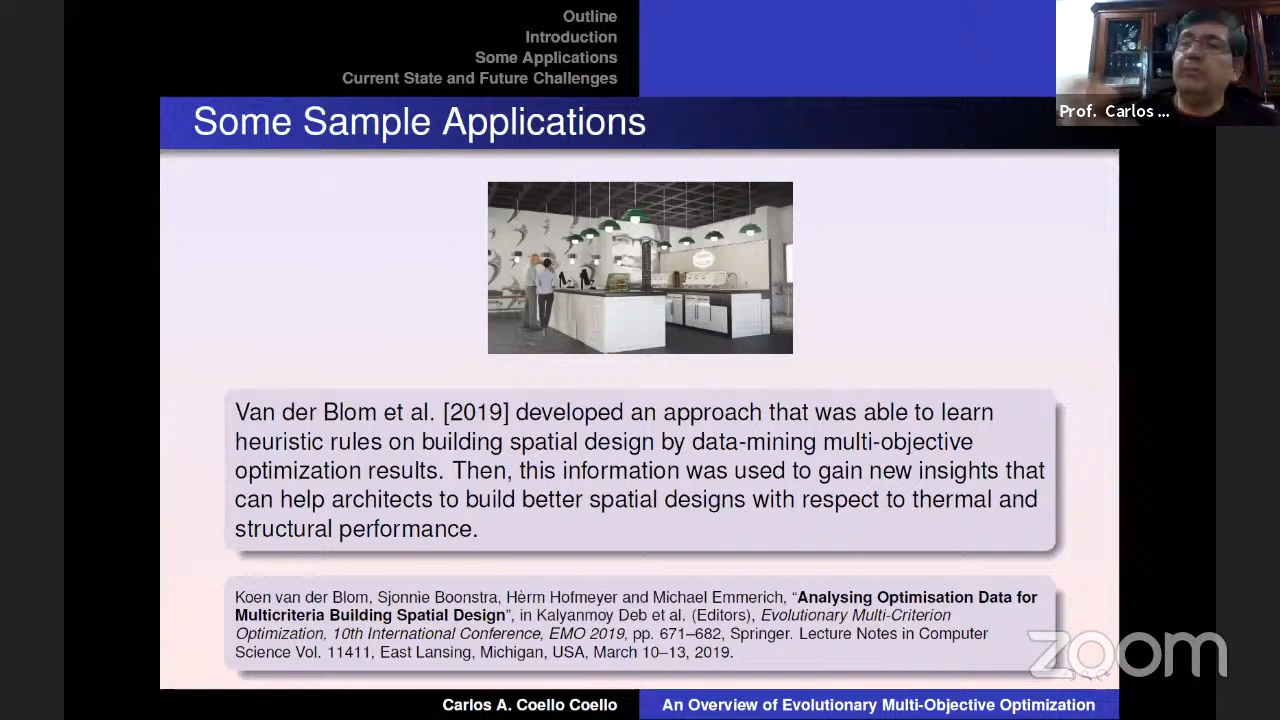 Outline
Introduction
Some Applications
Current State and Future Challenges
Prof. Carlos ...
Some Sample Applications
Van der Blom et al. [2019] developed an approach that was able to learn
heuristic rules on building spatial design by data-mining multi-objective
optimization results. Then, this information was used to gain new insights that
can help architects to build better spatial designs with respect to thermal and
structural performance.
Koen van der Blom, Sjonnie Boonstra, Hèrm Hofmeyer and Michael Emmerich, “Analysing Optimisation Data for
Multicriteria Building Spatial Design”, in Kalyanmoy Deb et al. (Editors), Evolutionary Multi-Criterion
Optimization, 10th International Conference, EMO 2019, pp. 671–682, Springer. Lecture Notes in Computer
Science Vol. 11411, East Lansing, Michigan, USA, March 10–13, 2019.
zoom
Carlos A. Coello Coello
An Overview of Evolutionary Multi-Objective Optimization